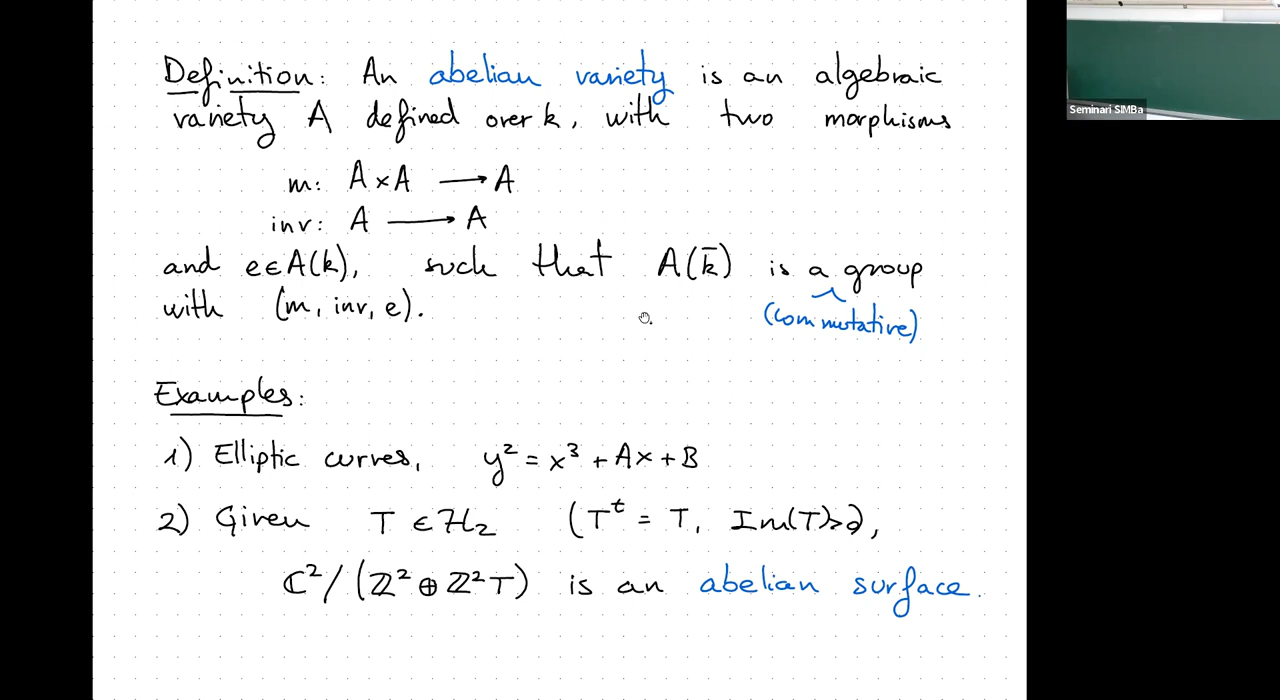 Definition: An abelian variety is an algebraic
variety A defined over k, with two morphisms
m: A×A ⟶ A
inv: A ⟶ A
and e∈A(k), such that A(k̄) is a group
(commutative)
with (m, inv, e).
Examples:
1) Elliptic curves, y² = x³ + Ax + B
2) Given T ∈ ℋ₂ (Tᵗ = T, Im(T)>0),
ℂ²/(ℤ² ⊕ ℤ²T) is an abelian surface.
Seminari SIMBa